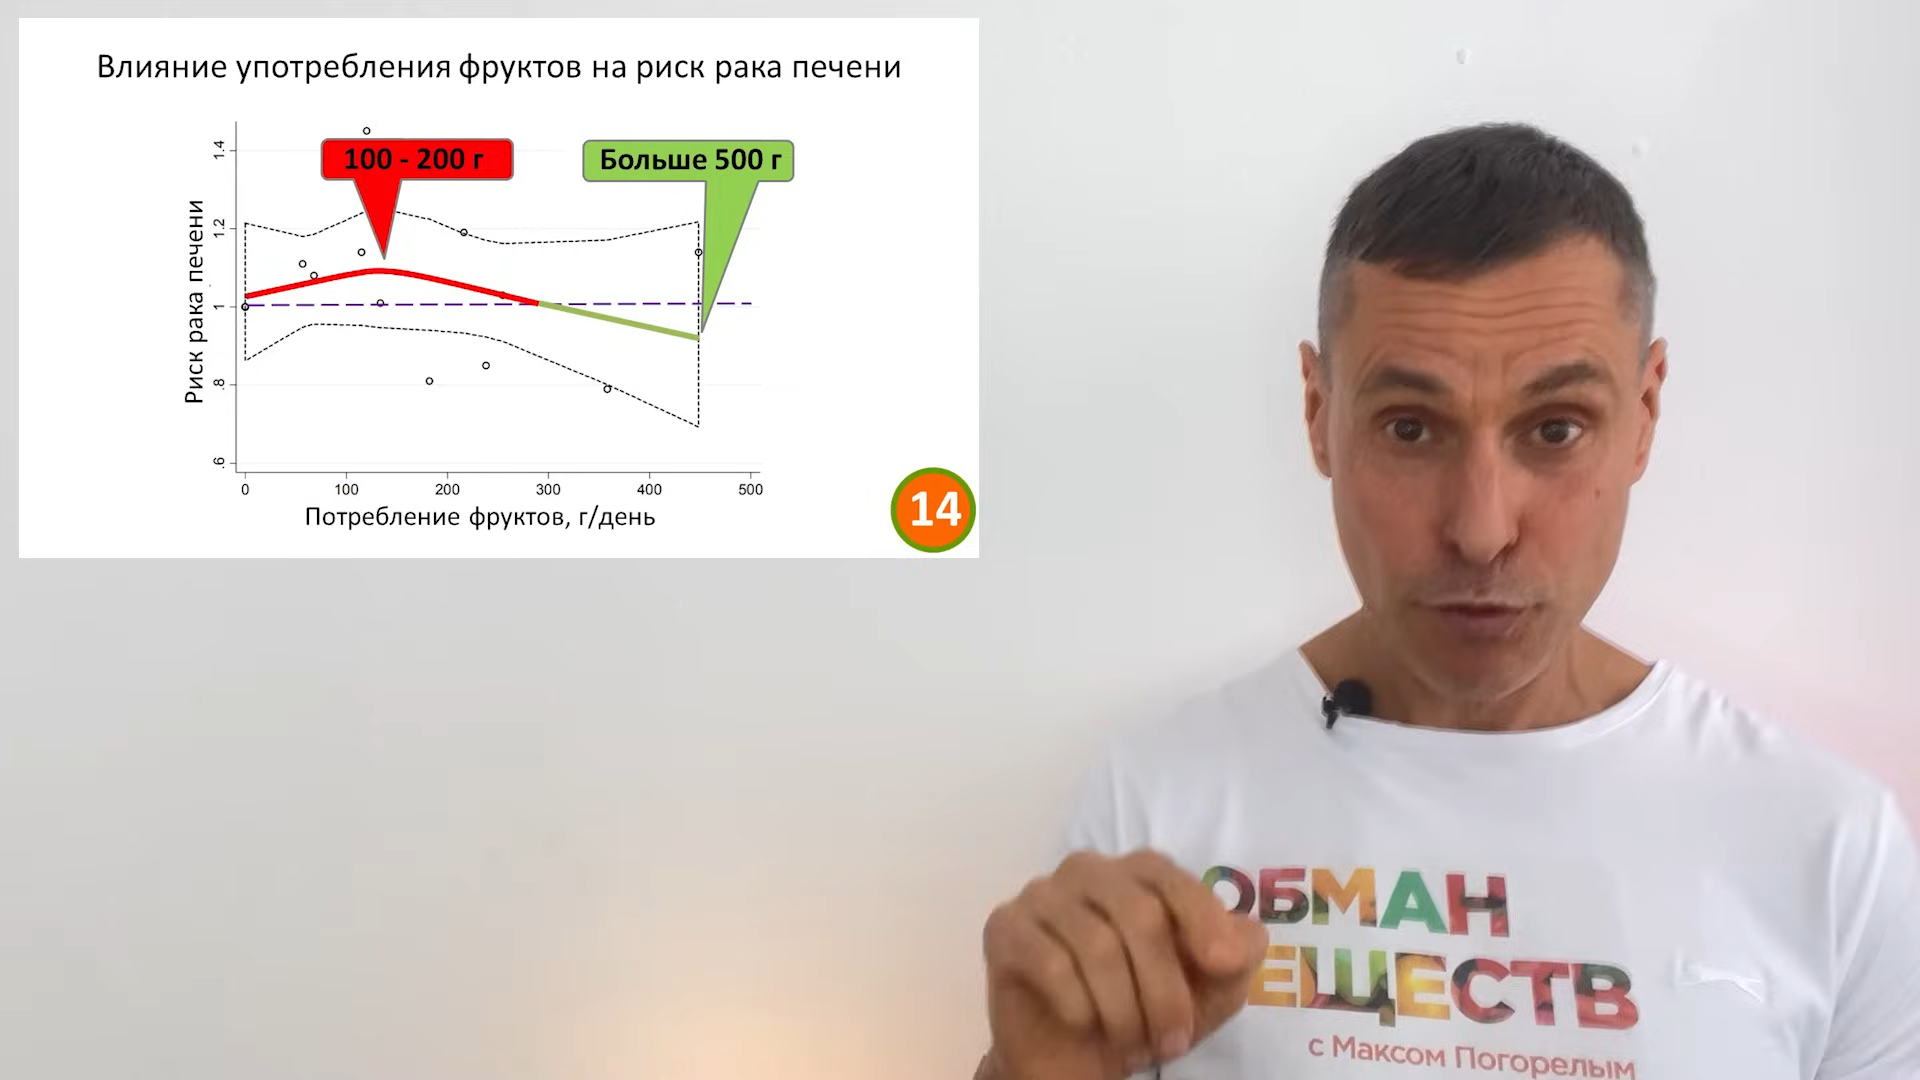 Влияние употребления фруктов на риск рака печени
100 - 200 г
Больше 500 г
Риск рака печени
1.4
1.2
1
.8
.6
0 100 200 300 400 500
Потребление фруктов, г/день
14
ОБМАН
ЕЩЕСТВ
с Максом Погорелым